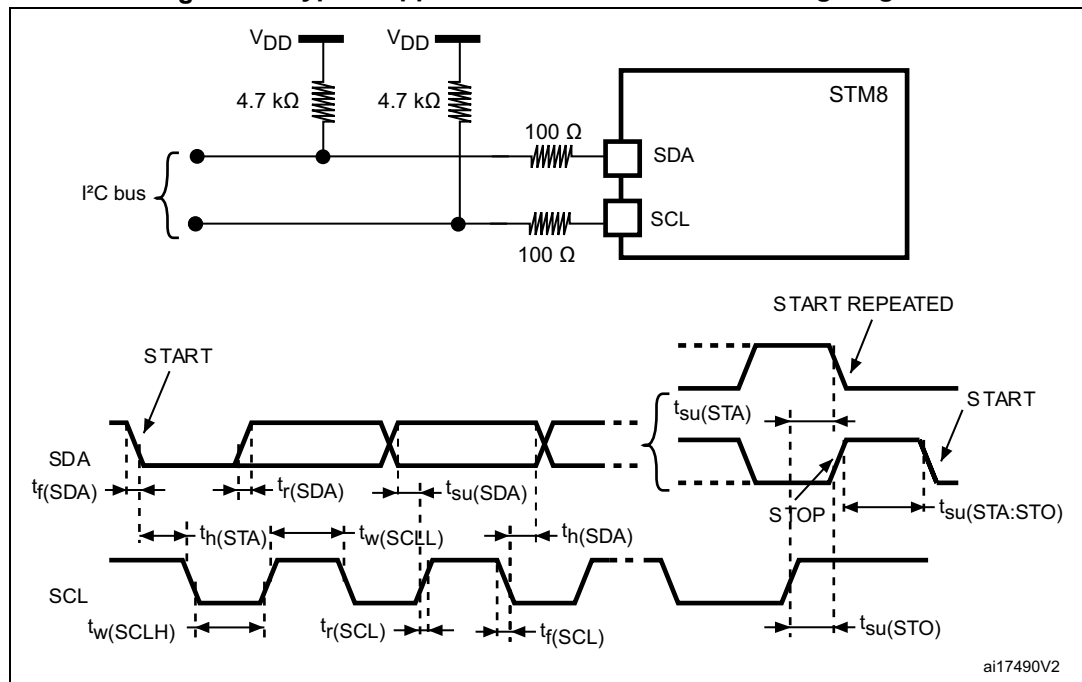 VDD VDD
4.7 kΩ 4.7 kΩ
STM8
100 Ω
SDA
I²C bus
SCL
100 Ω
START REPEATED
START
START
tsu(STA)
SDA
tf(SDA) tr(SDA) tsu(SDA)
STOP
tsu(STA:STO)
th(STA) tw(SCLL) th(SDA)
SCL
tw(SCLH) tr(SCL) tf(SCL) tsu(STO)
ai17490V2